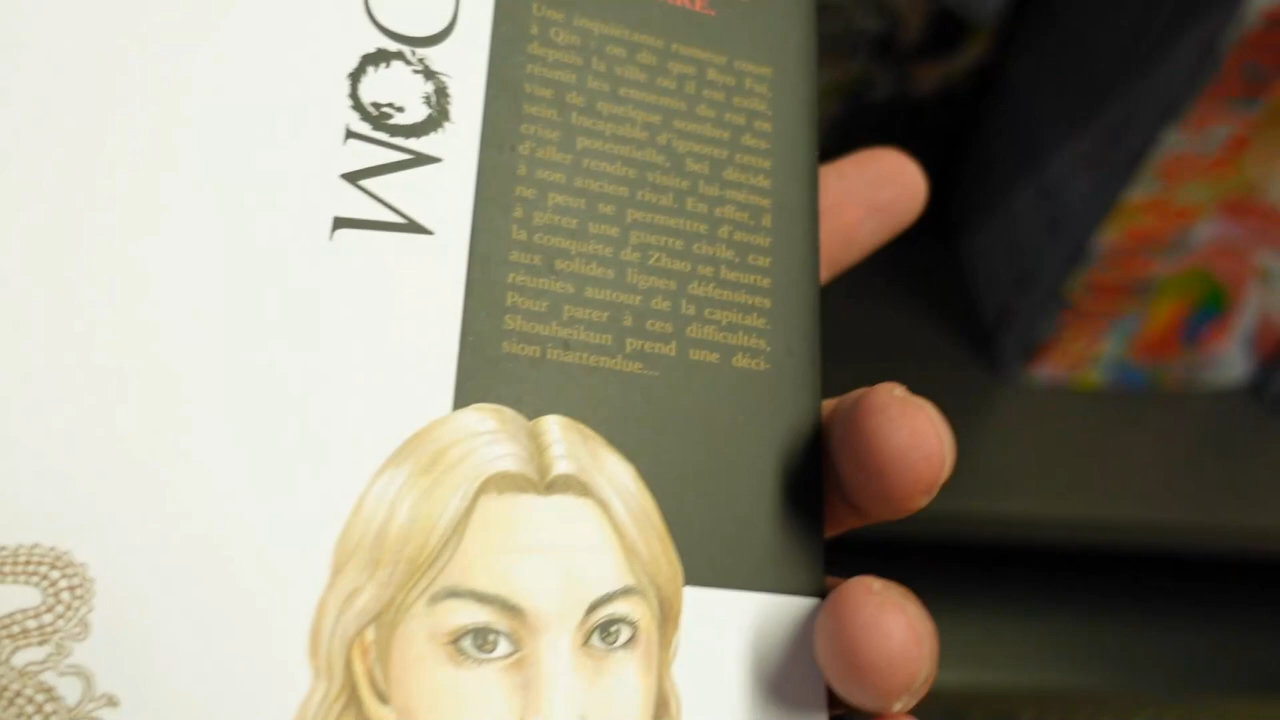 RE.
Une inquiétante rumeur court
à Qin : on dit que Ryo Fui,
depuis la ville où il est exilé,
réunit les ennemis du roi en
vue de quelque sombre des-
sein. Incapable d'ignorer cette
crise potentielle, Sei décide
d'aller rendre visite lui-même
à son ancien rival. En effet, il
ne peut se permettre d'avoir
à gérer une guerre civile, car
la conquête de Zhao se heurte
aux solides lignes défensives
réunies autour de la capitale.
Pour parer à ces difficultés,
Shouheikun prend une déci-
sion inattendue...
MO